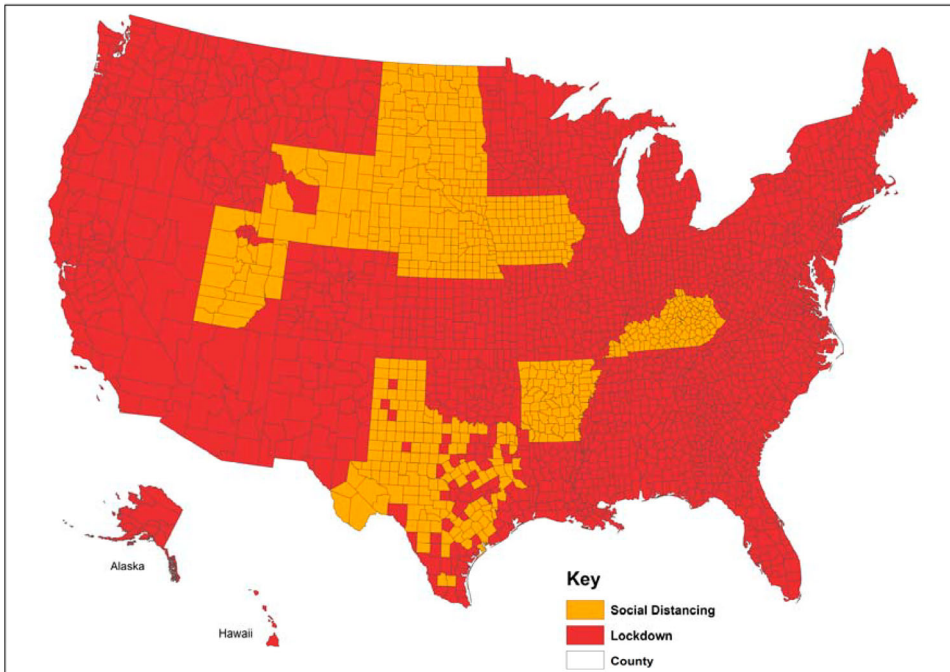 Alaska
Hawaii
Key
Social Distancing
Lockdown
County